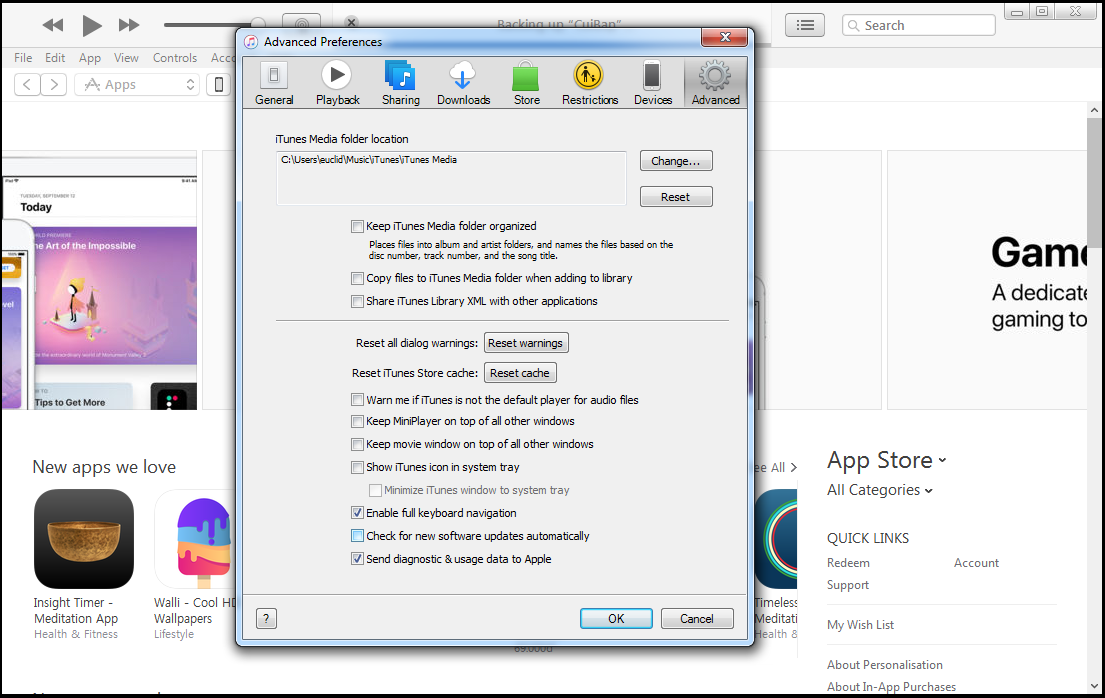 Backing up "CuiBap"
Search
File Edit App View Controls
Apps
Advanced Preferences
General Playback Sharing Downloads Store Restrictions Devices Advanced
iTunes Media folder location
C:\Users\euclid\Music\iTunes\iTunes Media
Change...
Reset
Keep iTunes Media folder organized
Places files into album and artist folders, and names the files based on the
disc number, track number, and the song title.
Copy files to iTunes Media folder when adding to library
Share iTunes Library XML with other applications
Reset all dialog warnings: Reset warnings
Reset iTunes Store cache: Reset cache
Warn me if iTunes is not the default player for audio files
Keep MiniPlayer on top of all other windows
Keep movie window on top of all other windows
Show iTunes icon in system tray
Minimize iTunes window to system tray
Enable full keyboard navigation
Check for new software updates automatically
Send diagnostic & usage data to Apple
? OK Cancel
TUESDAY, SEPTEMBER 12
Today
he Art of the Impossible
the extraordinary world of Monument Valley
Tips to Get More
Game
A dedicate
gaming to
New apps we love
ee All >
Insight Timer -
Meditation App
Health & Fitness
Walli - Cool HD
Wallpapers
Lifestyle
Timeless
Meditatio
Health &
App Store
All Categories
QUICK LINKS
Redeem Account
Support
My Wish List
About Personalisation
About In-App Purchases